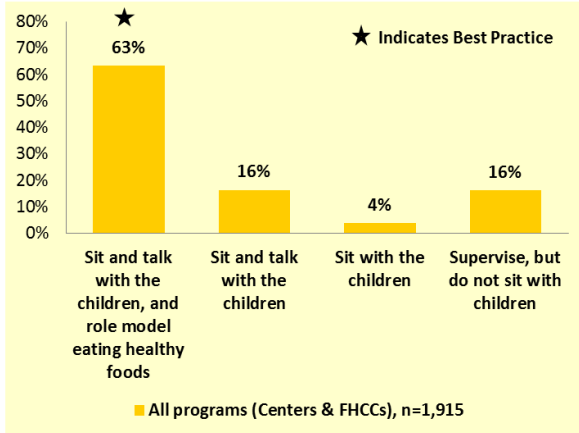 80%
70%
60%
50%
40%
30%
20%
10%
0%
63%
16%
4%
16%
Indicates Best Practice
Sit and talk
with the
children, and
role model
eating healthy
foods
Sit and talk
with the
children
Sit with the
children
Supervise, but
do not sit with
children
All programs (Centers & FHCCs), n=1,915